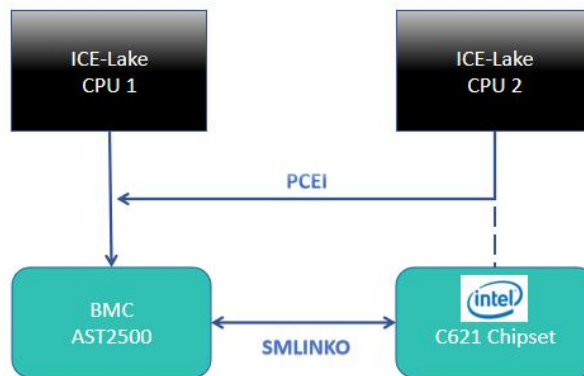 ICE-Lake
CPU 1
ICE-Lake
CPU 2
PCEI
BMC
AST2500
SMLINKO
intel
C621 Chipset